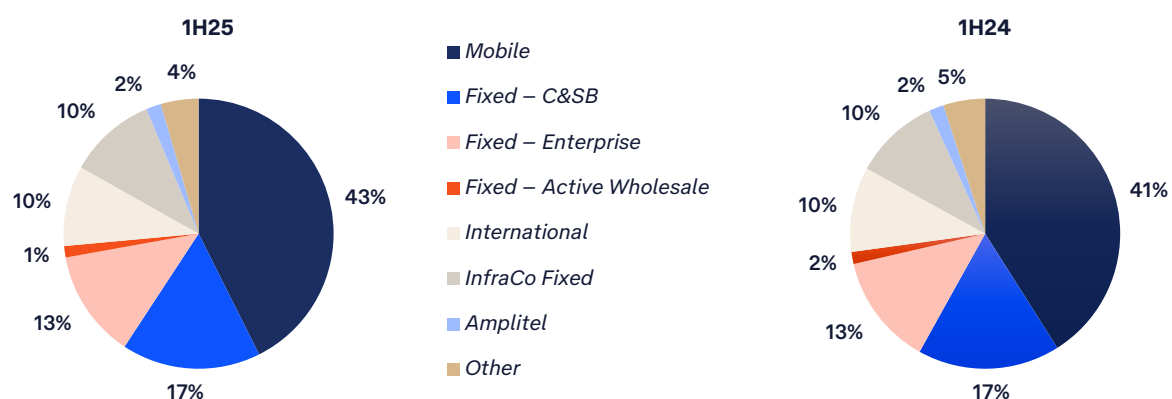 1H25
4%
2%
10%
10%
1%
13%
17%
43%
Mobile
Fixed – C&SB
Fixed – Enterprise
Fixed – Active Wholesale
International
InfraCo Fixed
Amplitel
Other
1H24
5%
2%
10%
10%
2%
13%
17%
41%